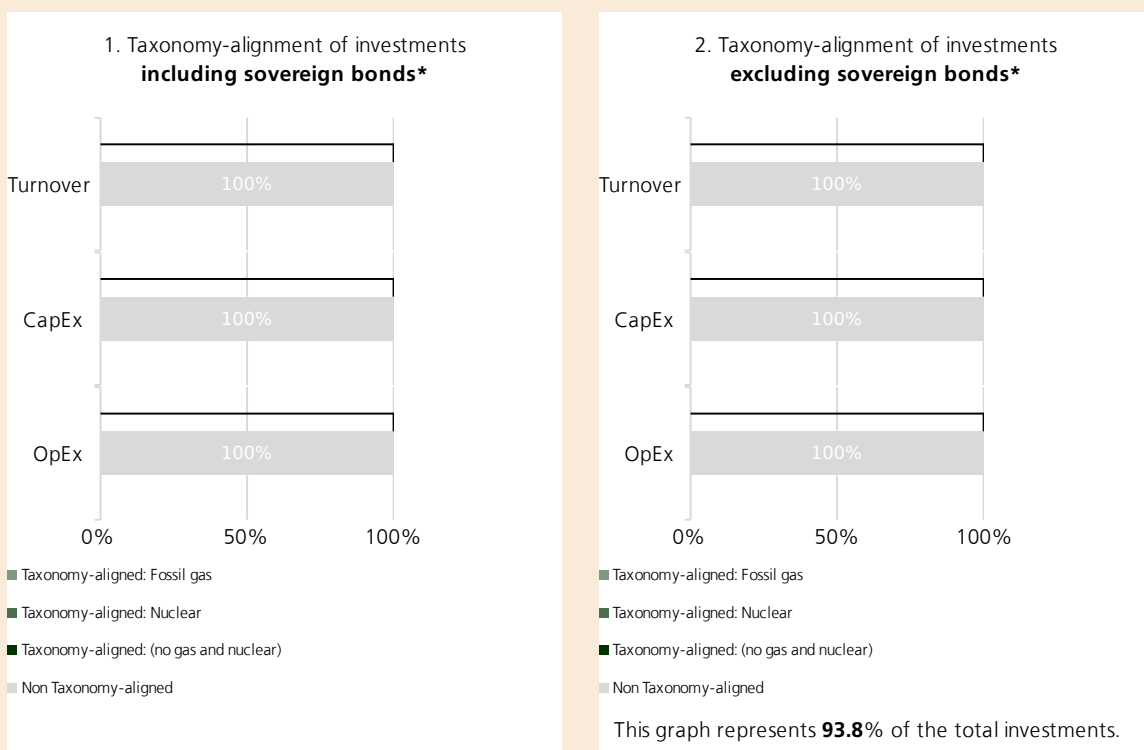 1. Taxonomy-alignment of investments
including sovereign bonds*
Turnover
100%
CapEx
100%
OpEx
100%
0% 50% 100%
Taxonomy-aligned: Fossil gas
Taxonomy-aligned: Nuclear
Taxonomy-aligned: (no gas and nuclear)
Non Taxonomy-aligned
2. Taxonomy-alignment of investments
excluding sovereign bonds*
Turnover
100%
CapEx
100%
OpEx
100%
0% 50% 100%
Taxonomy-aligned: Fossil gas
Taxonomy-aligned: Nuclear
Taxonomy-aligned: (no gas and nuclear)
Non Taxonomy-aligned
This graph represents 93.8% of the total investments.